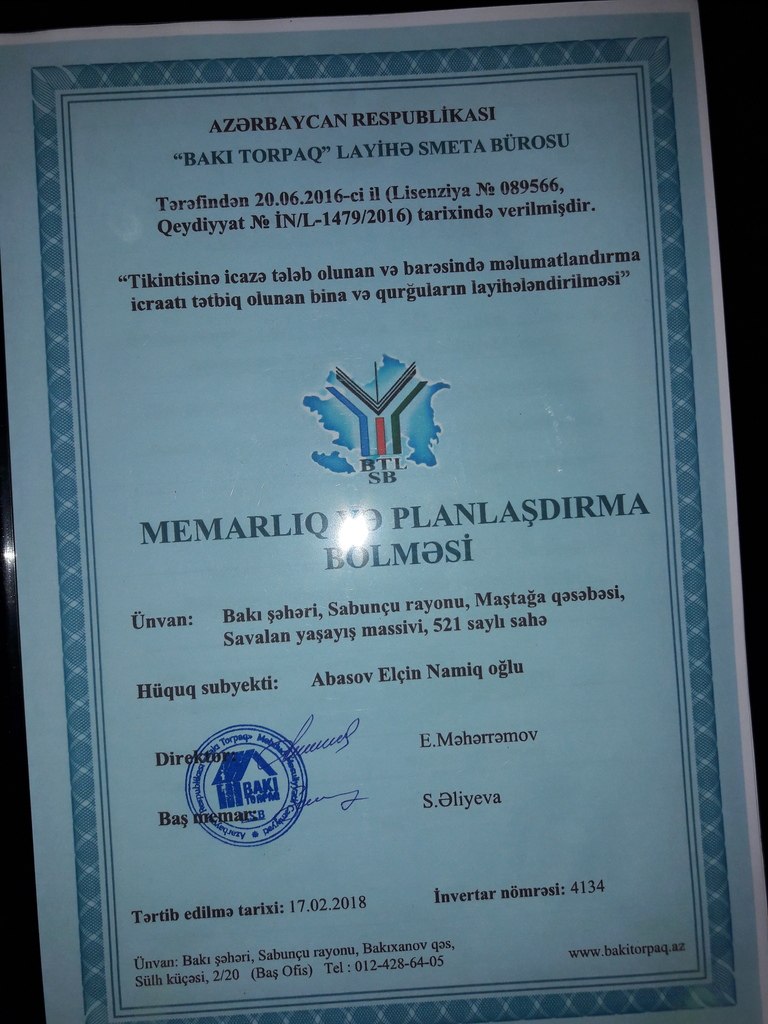 AZƏRBAYCAN RESPUBLİKASI
“BAKI TORPAQ” LAYİHƏ SMETA BÜROSU
Tərəfindən 20.06.2016-ci il (Lisenziya № 089566,
Qeydiyyat № İN/L-1479/2016) tarixində verilmişdir.
“Tikintisinə icazə tələb olunan və barəsində məlumatlandırma
icraatı tətbiq olunan bina və qurğuların layihələndirilməsi”
BTL
SB
MEMARLIQ VƏ PLANLAŞDIRMA
BÖLMƏSİ
Ünvan: Bakı şəhəri, Sabunçu rayonu, Maştağa qəsəbəsi,
Savalan yaşayış massivi, 521 saylı sahə
Hüquq subyekti: Abasov Elçin Namiq oğlu
Direktor: E.Məhərrəmov
BAKI
TORPAQ
Baş memar: S.Əliyeva
Tərtib edilmə tarixi: 17.02.2018 İnvertar nömrəsi: 4134
Ünvan: Bakı şəhəri, Sabunçu rayonu, Bakıxanov qəs,
Sülh küçəsi, 2/20 (Baş Ofis) Tel : 012-428-64-05
www.bakitorpaq.az